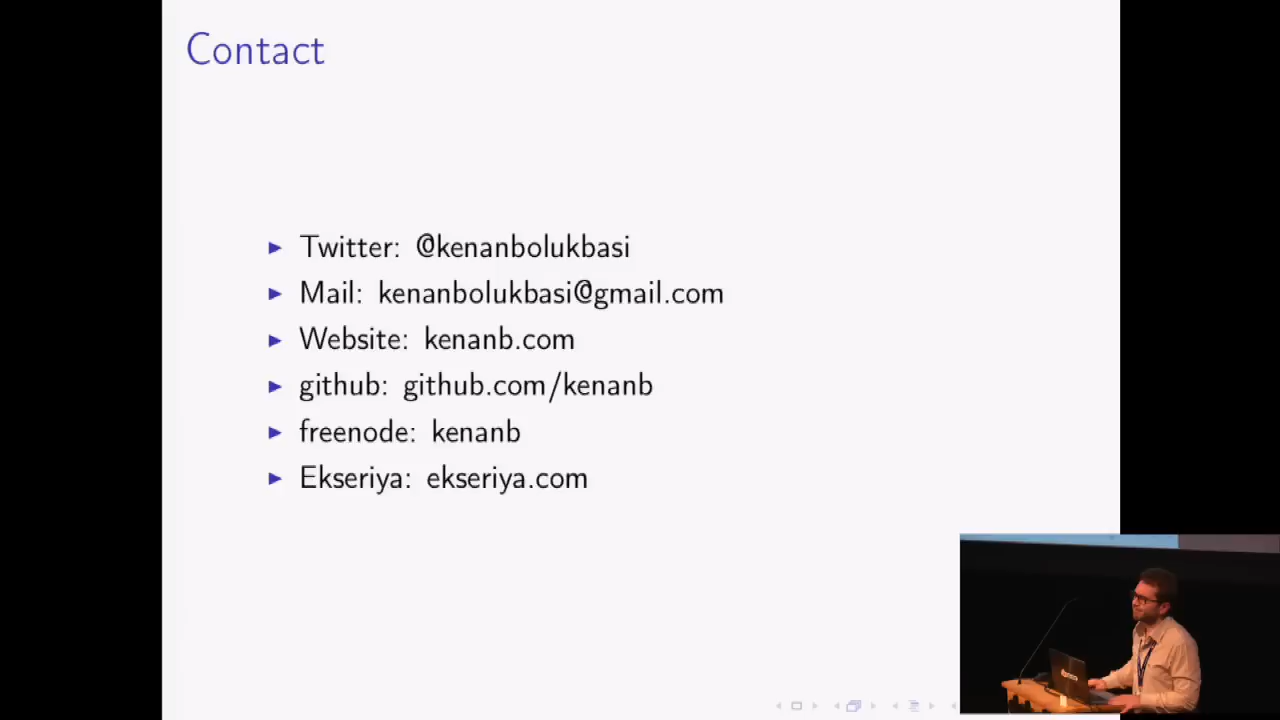 Contact
Twitter: @kenanbolukbasi
Mail: kenanbolukbasi@gmail.com
Website: kenanb.com
github: github.com/kenanb
freenode: kenanb
Ekseriya: ekseriya.com